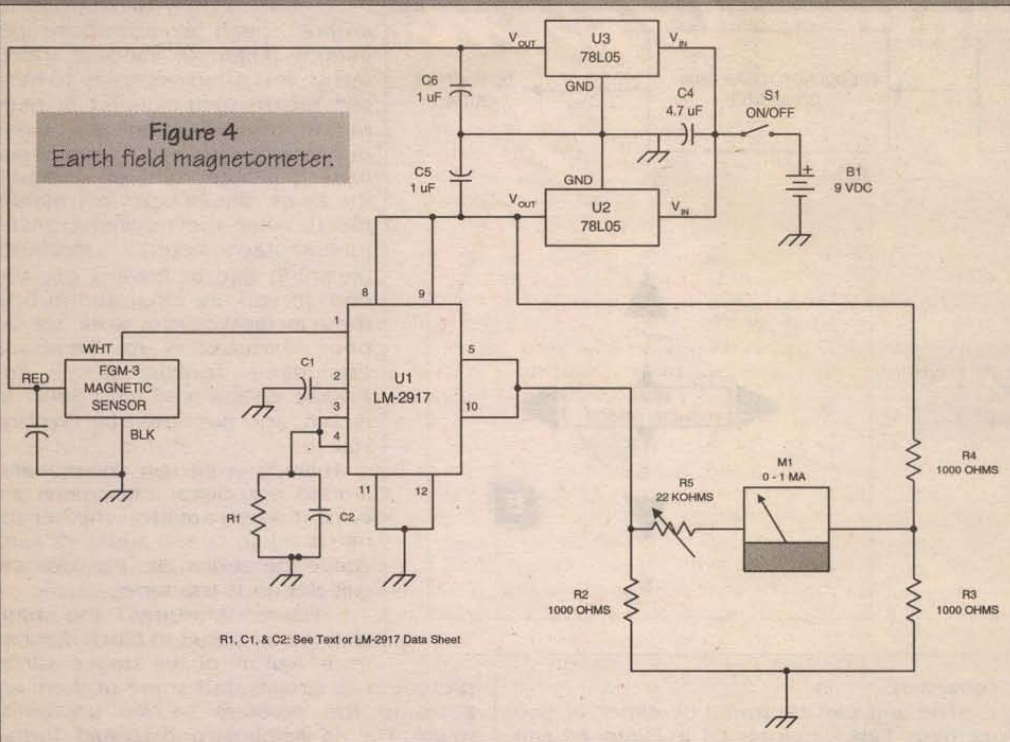 V OUT
U3
78L05
V IN
GND
C6
1 uF
C4
4.7 uF
S1
ON/OFF
Figure 4
Earth field magnetometer.
C5
1 uF
GND
V OUT
U2
78L05
V IN
+
B1
9 VDC
8
9
1
WHT
RED
FGM-3
MAGNETIC
SENSOR
BLK
C1
2
3
4
U1
LM-2917
5
10
11
12
R1
C2
R5
22 KOHMS
M1
0 - 1 MA
R4
1000 OHMS
R2
1000 OHMS
R3
1000 OHMS
R1, C1, & C2: See Text or LM-2917 Data Sheet